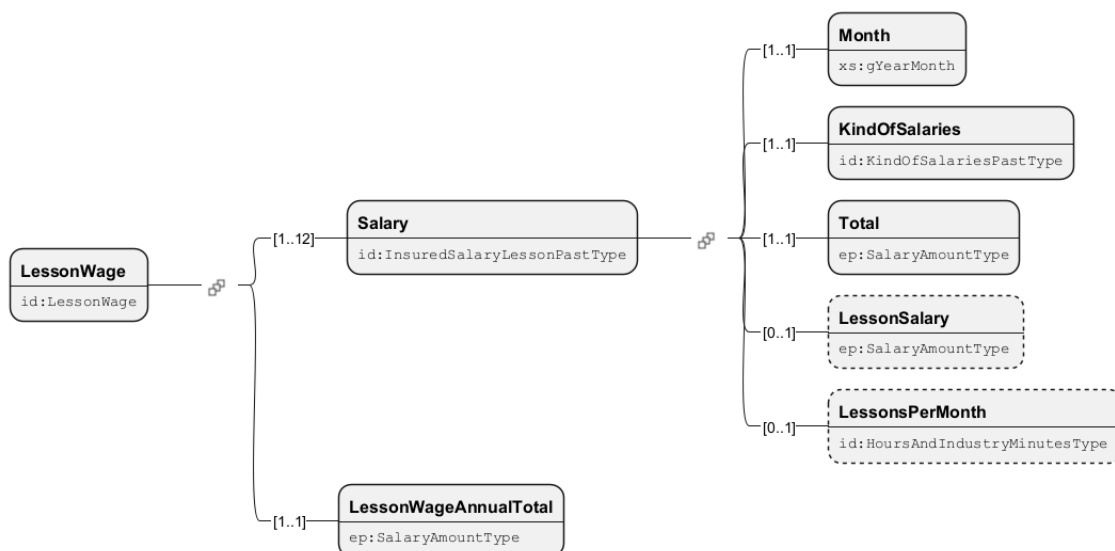 LessonWage
id:LessonWage
[1..12]
Salary
id:InsuredSalaryLessonPastType
[1..1]
Month
xs:gYearMonth
[1..1]
KindOfSalaries
id:KindOfSalariesPastType
[1..1]
Total
ep:SalaryAmountType
[0..1]
LessonSalary
ep:SalaryAmountType
[0..1]
LessonsPerMonth
id:HoursAndIndustryMinutesType
[1..1]
LessonWageAnnualTotal
ep:SalaryAmountType